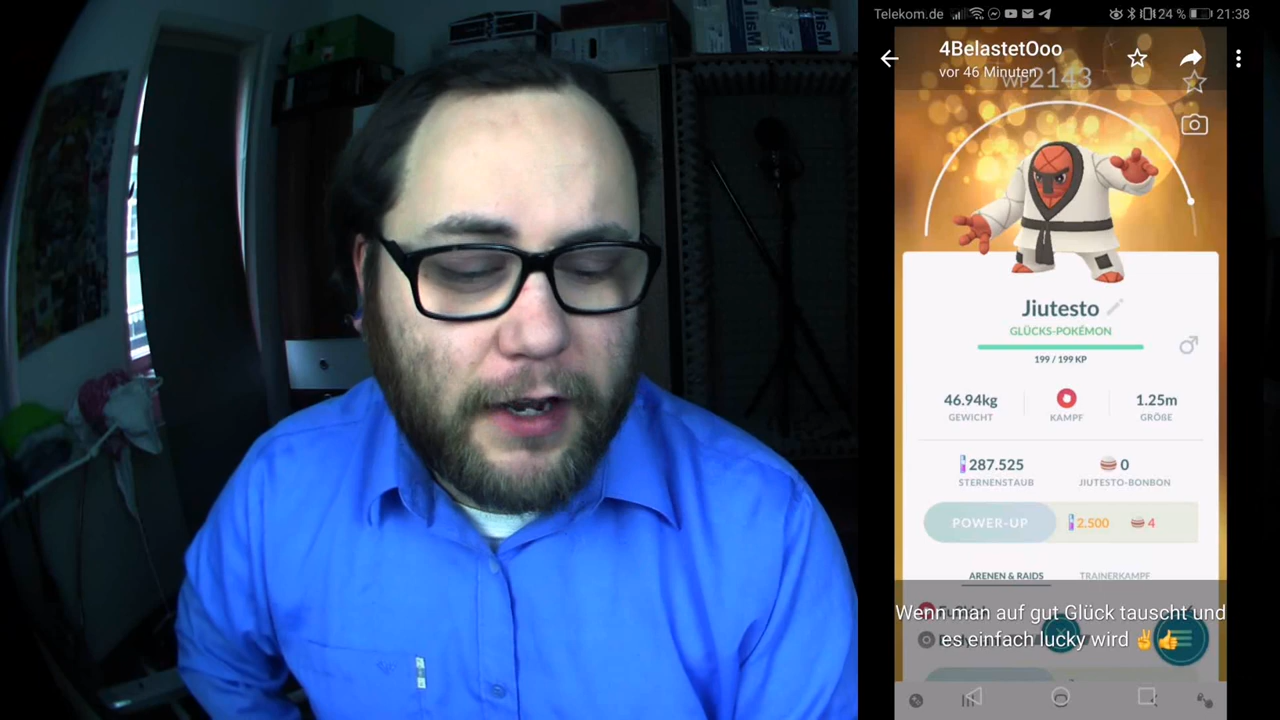 Mail
Mail
Telekom.de 24 % 21:38
4BelastetOoo
vor 46 Minuten
WP2143
Jiutesto
GLÜCKS-POKÉMON
199 / 199 KP
46.94kg
GEWICHT
KAMPF
1.25m
GRÖßE
287.525
STERNENSTAUB
0
JIUTESTO-BONBON
POWER-UP 2.500 4
ARENEN & RAIDS TRAINERKAMPF
Wenn man auf gut Glück tauscht und
es einfach lucky wird ✌👍